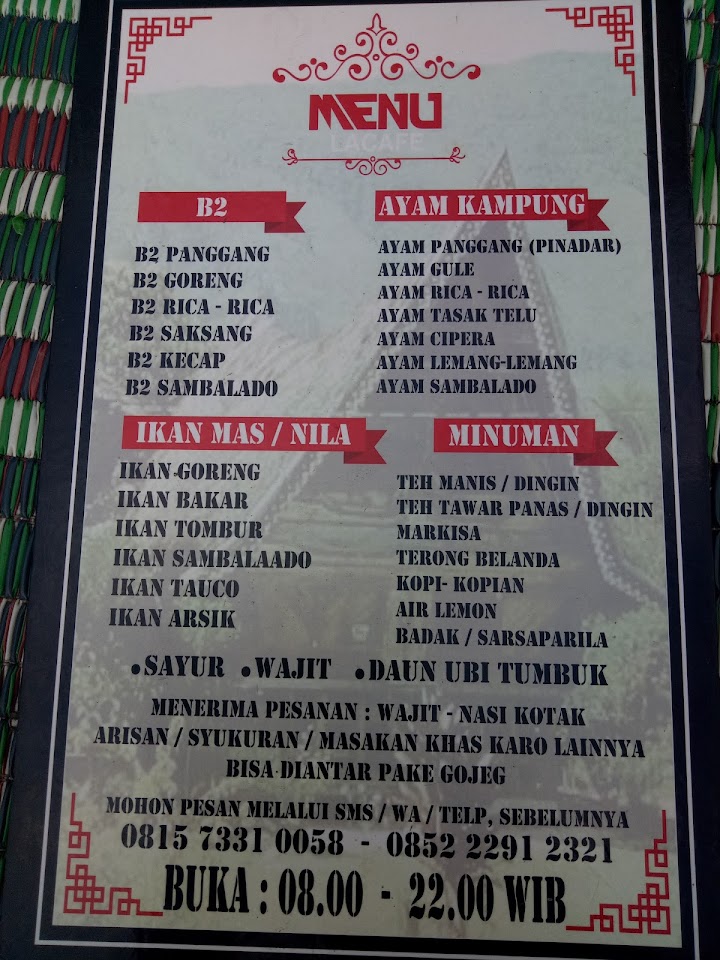 MENU
LACAFE
B2
B2 PANGGANG
B2 GORENG
B2 RICA - RICA
B2 SAKSANG
B2 KECAP
B2 SAMBALADO
AYAM KAMPUNG
AYAM PANGGANG (PINADAR)
AYAM GULE
AYAM RICA - RICA
AYAM TASAK TELU
AYAM CIPERA
AYAM LEMANG-LEMANG
AYAM SAMBALADO
IKAN MAS / NILA
IKAN GORENG
IKAN BAKAR
IKAN TOMBUR
IKAN SAMBALAADO
IKAN TAUCO
IKAN ARSIK
MINUMAN
TEH MANIS / DINGIN
TEH TAWAR PANAS / DINGIN
MARKISA
TERONG BELANDA
KOPI- KOPIAN
AIR LEMON
BADAK / SARSAPARILA
•SAYUR •WAJIT •DAUN UBI TUMBUK
MENERIMA PESANAN : WAJIT - NASI KOTAK
ARISAN / SYUKURAN / MASAKAN KHAS KARO LAINNYA
BISA DIANTAR PAKE GOJEG
MOHON PESAN MELALUI SMS / WA / TELP, SEBELUMNYA
0815 7331 0058 - 0852 2291 2321
BUKA : 08.00 - 22.00 WIB